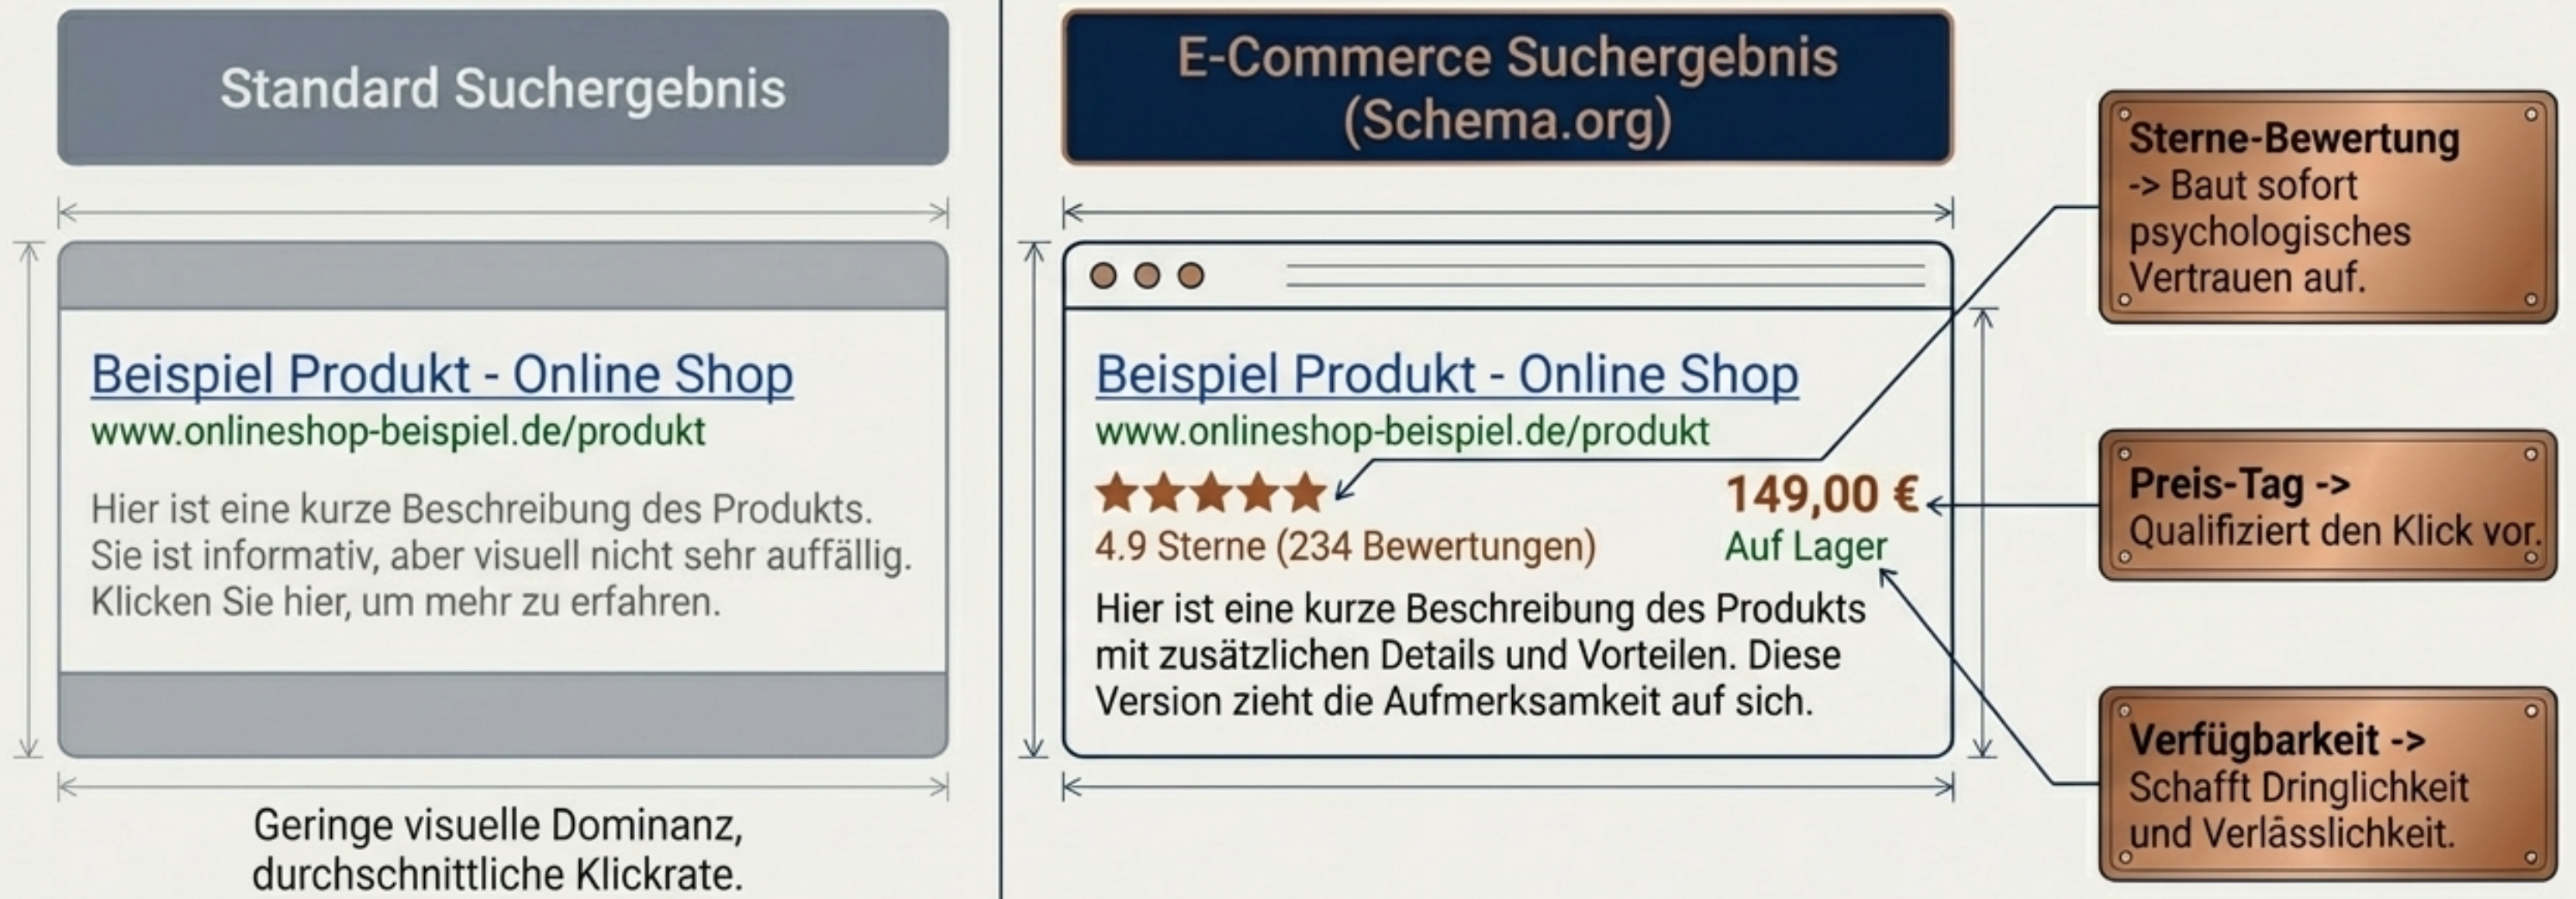 Standard Suchergebnis
Beispiel Produkt - Online Shop
www.onlineshop-beispiel.de/produkt
Hier ist eine kurze Beschreibung des Produkts.
Sie ist informativ, aber visuell nicht sehr auffällig.
Klicken Sie hier, um mehr zu erfahren.
Geringe visuelle Dominanz,
durchschnittliche Klickrate.
E-Commerce Suchergebnis
(Schema.org)
Beispiel Produkt - Online Shop
www.onlineshop-beispiel.de/produkt
149,00 €
4.9 Sterne (234 Bewertungen)
Auf Lager
Hier ist eine kurze Beschreibung des Produkts
mit zusätzlichen Details und Vorteilen. Diese
Version zieht die Aufmerksamkeit auf sich.
Sterne-Bewertung
-> Baut sofort
psychologisches
Vertrauen auf.
Preis-Tag ->
Qualifiziert den Klick vor.
Verfügbarkeit ->
Schafft Dringlichkeit
und Verlässlichkeit.